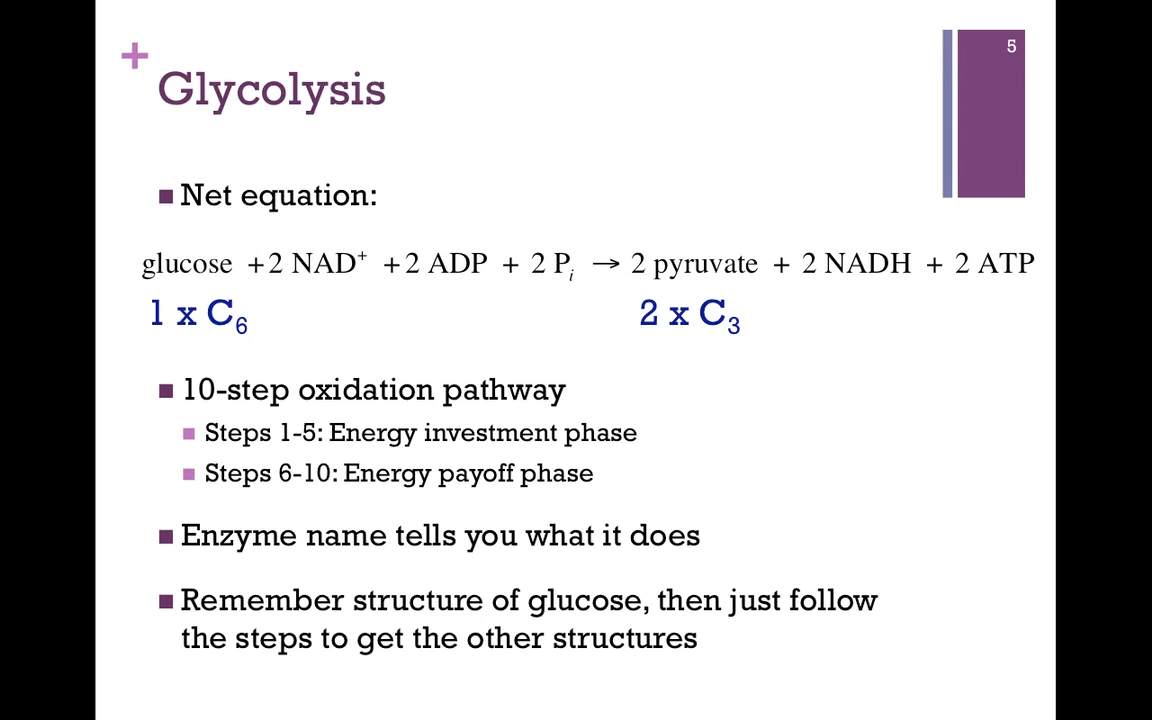 5
+
Glycolysis
Net equation:
glucose + 2 NAD⁺ + 2 ADP + 2 Pᵢ → 2 pyruvate + 2 NADH + 2 ATP
1 x C₆ 2 x C₃
10-step oxidation pathway
Steps 1-5: Energy investment phase
Steps 6-10: Energy payoff phase
Enzyme name tells you what it does
Remember structure of glucose, then just follow
the steps to get the other structures